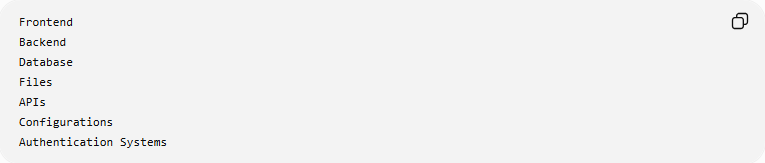 Frontend
Backend
Database
Files
APIs
Configurations
Authentication Systems